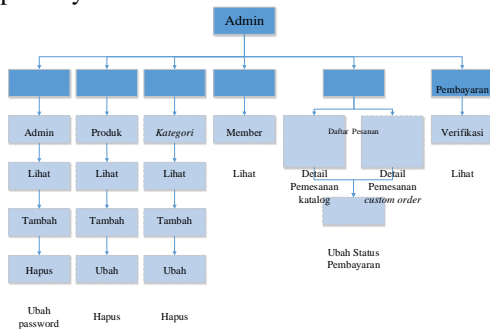 Admin
Pembayaran
Admin
Produk
Kategori
Member
Daftar Pesanan
Verifikasi
Lihat
Lihat
Lihat
Lihat
Detail
Pemesanan
katalog
Detail
Pemesanan
custom order
Lihat
Tambah
Tambah
Tambah
Hapus
Ubah
Ubah
Ubah Status
Pembayaran
Ubah
password
Hapus
Hapus